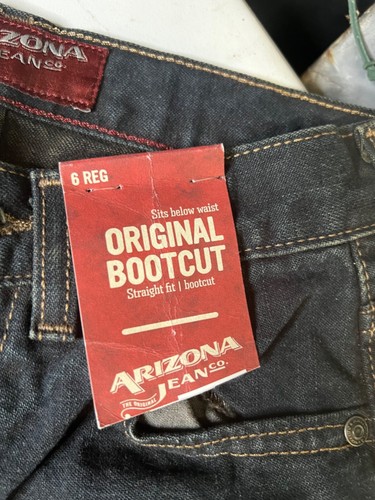 ARIZONA
JEAN CO.
6 REG
Sits below waist
ORIGINAL
BOOTCUT
Straight fit | bootcut
ARIZONA
JEAN CO.
THE ORIGINAL